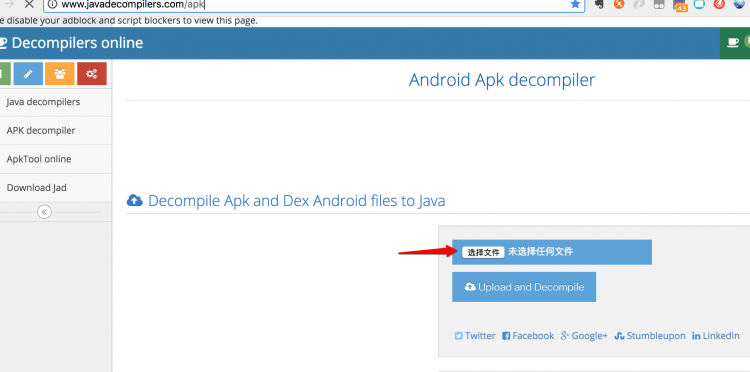 www.javadecompilers.com/apk
43
e disable your adblock and script blockers to view this page.
Decompilers online
Android Apk decompiler
Java decompilers
APK decompiler
ApkTool online
Download Jad
Decompile Apk and Dex Android files to Java
选择文件 未选择任何文件
Upload and Decompile
Twitter Facebook Google+ Stumbleupon LinkedIn